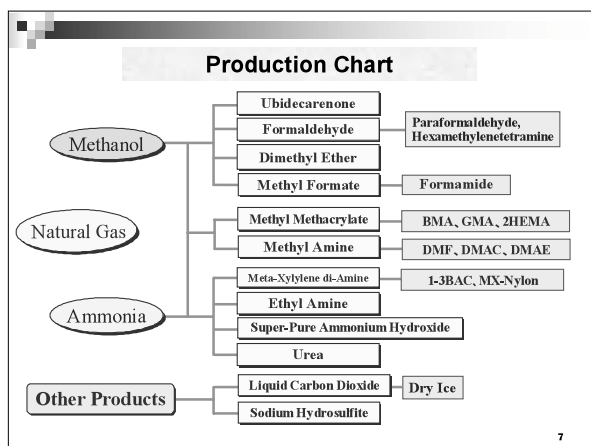 Production Chart
Methanol
Ubidecarenone
Formaldehyde
Paraformaldehyde,
Hexamethylenetetramine
Dimethyl Ether
Methyl Formate
Formamide
Natural Gas
Methyl Methacrylate
BMA、GMA、2HEMA
Methyl Amine
DMF、DMAC、DMAE
Ammonia
Meta-Xylylene di-Amine
1-3BAC、MX-Nylon
Ethyl Amine
Super-Pure Ammonium Hydroxide
Urea
Other Products
Liquid Carbon Dioxide
Dry Ice
Sodium Hydrosulfite
7